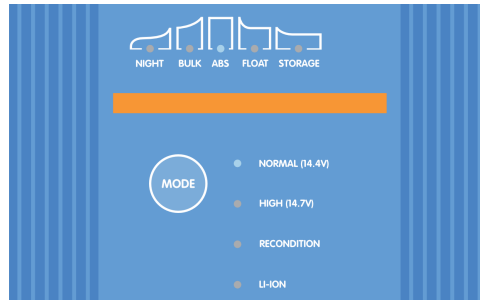 NIGHT BULK ABS FLOAT STORAGE
NORMAL (14.4V)
MODE
HIGH (14.7V)
RECONDITION
LI-ION